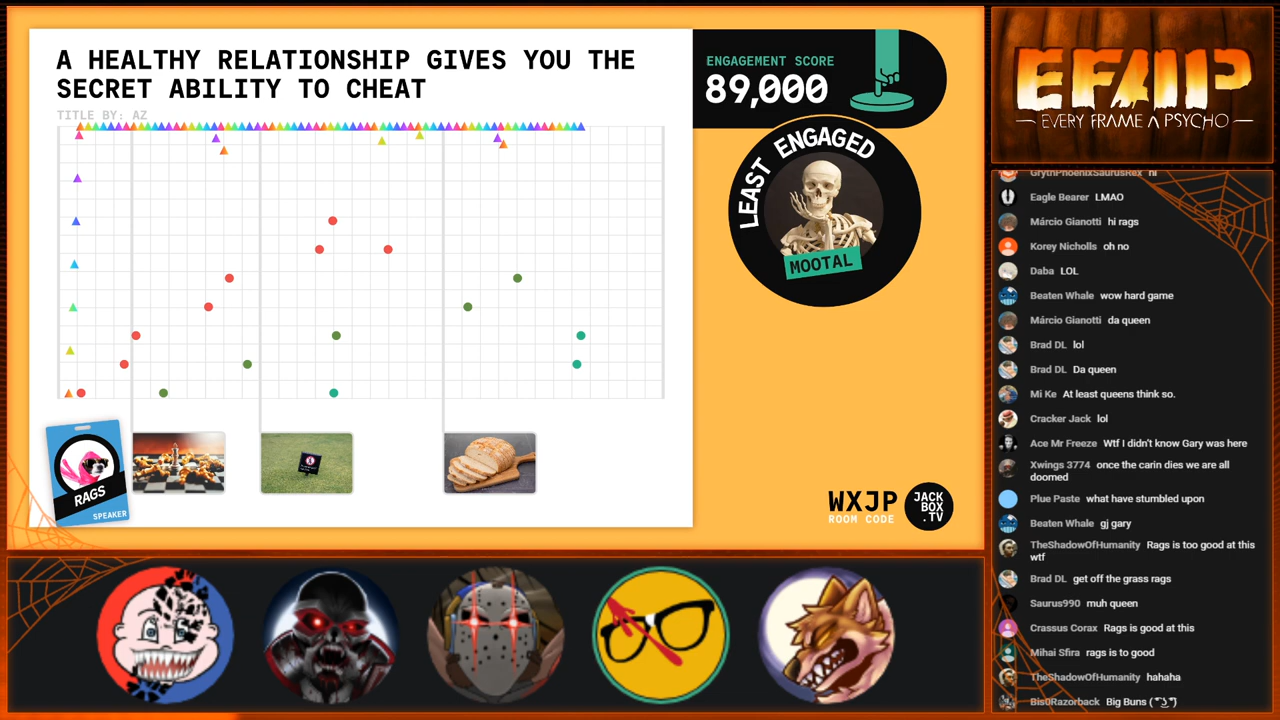 A HEALTHY RELATIONSHIP GIVES YOU THE
SECRET ABILITY TO CHEAT
TITLE BY: AZ
RAGS
SPEAKER
ENGAGEMENT SCORE
89,000
LEAST ENGAGED
MOOTAL
WXJP
ROOM CODE
JACK
BOX
.TV
EFAP
EVERY FRAME A PSYCHO
GrythPhoenixSaurusRex hi
Eagle Bearer LMAO
Márcio Gianotti hi rags
Korey Nicholls oh no
Daba LOL
Beaten Whale wow hard game
Márcio Gianotti da queen
Brad DL lol
Brad DL Da queen
Mi Ke At least queens think so.
Cracker Jack lol
Ace Mr Freeze Wtf I didn't know Gary was here
Xwings 3774 once the carin dies we are all
doomed
Plue Paste what have stumbled upon
Beaten Whale gj gary
TheShadowOfHumanity Rags is too good at this
wtf
Brad DL get off the grass rags
Saurus990 muh queen
Crassus Corax Rags is good at this
Mihai Sfira rags is to good
TheShadowOfHumanity hahaha
Bis0Razorback Big Buns ( ͡° ͜ʖ ͡°)